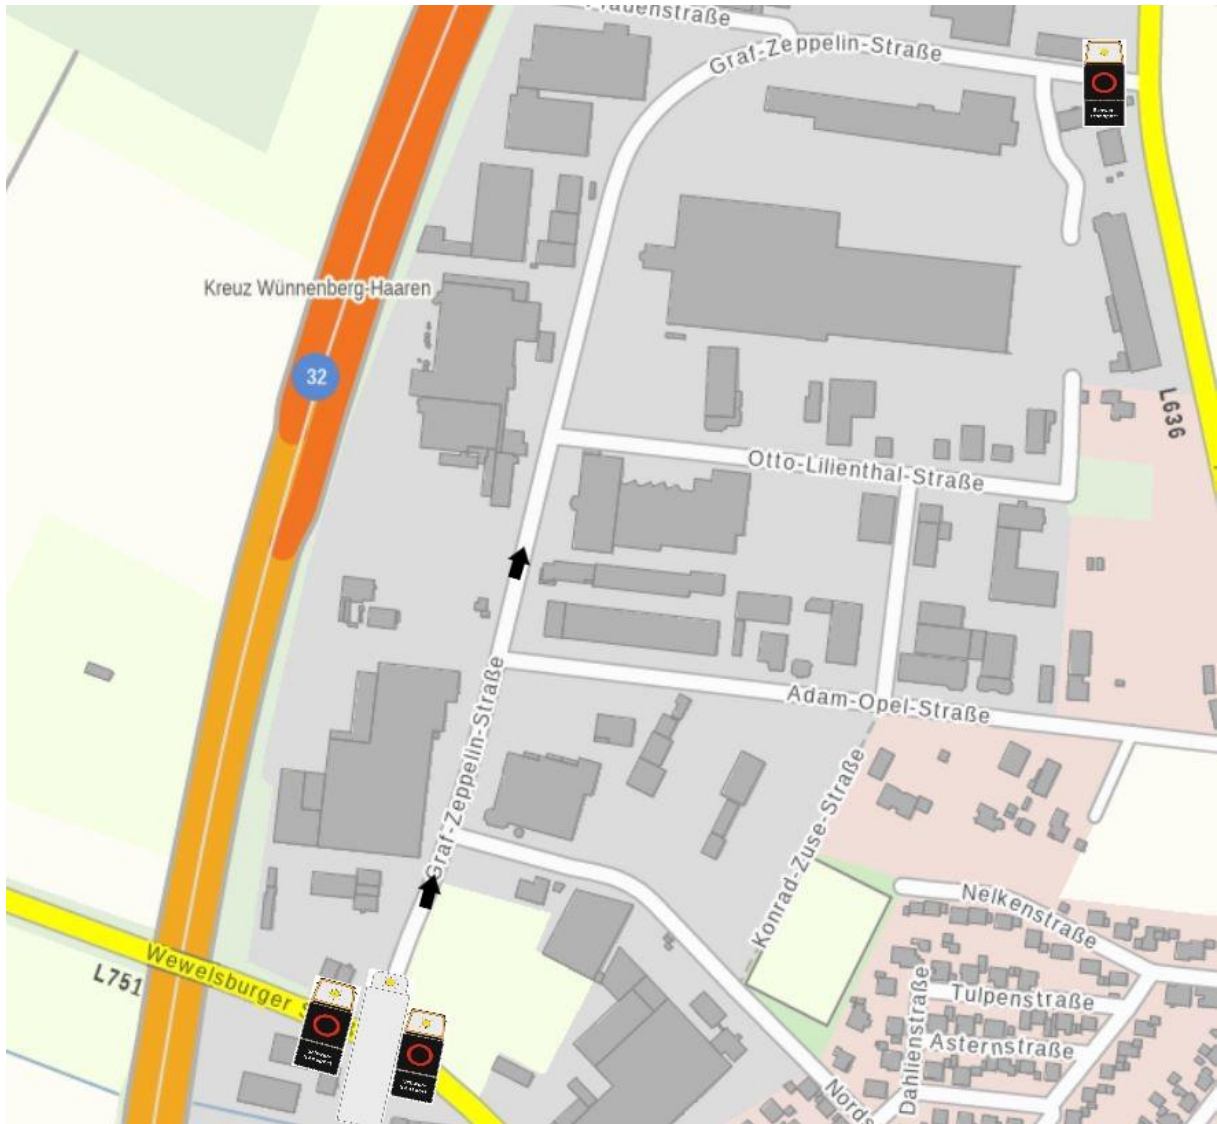 Graf-Zeppelin-Straße
Kreuz Wünnenberg-Haaren
32
L636
Otto-Lilienthal-Straße
Graf-Zeppelin-Straße
Adam-Opel-Straße
Konrad-Zuse-Straße
Nelkenstraße
Wewelsburger S
L751
Tulpenstraße
Dahlienstraße
Asternstraße
Nords